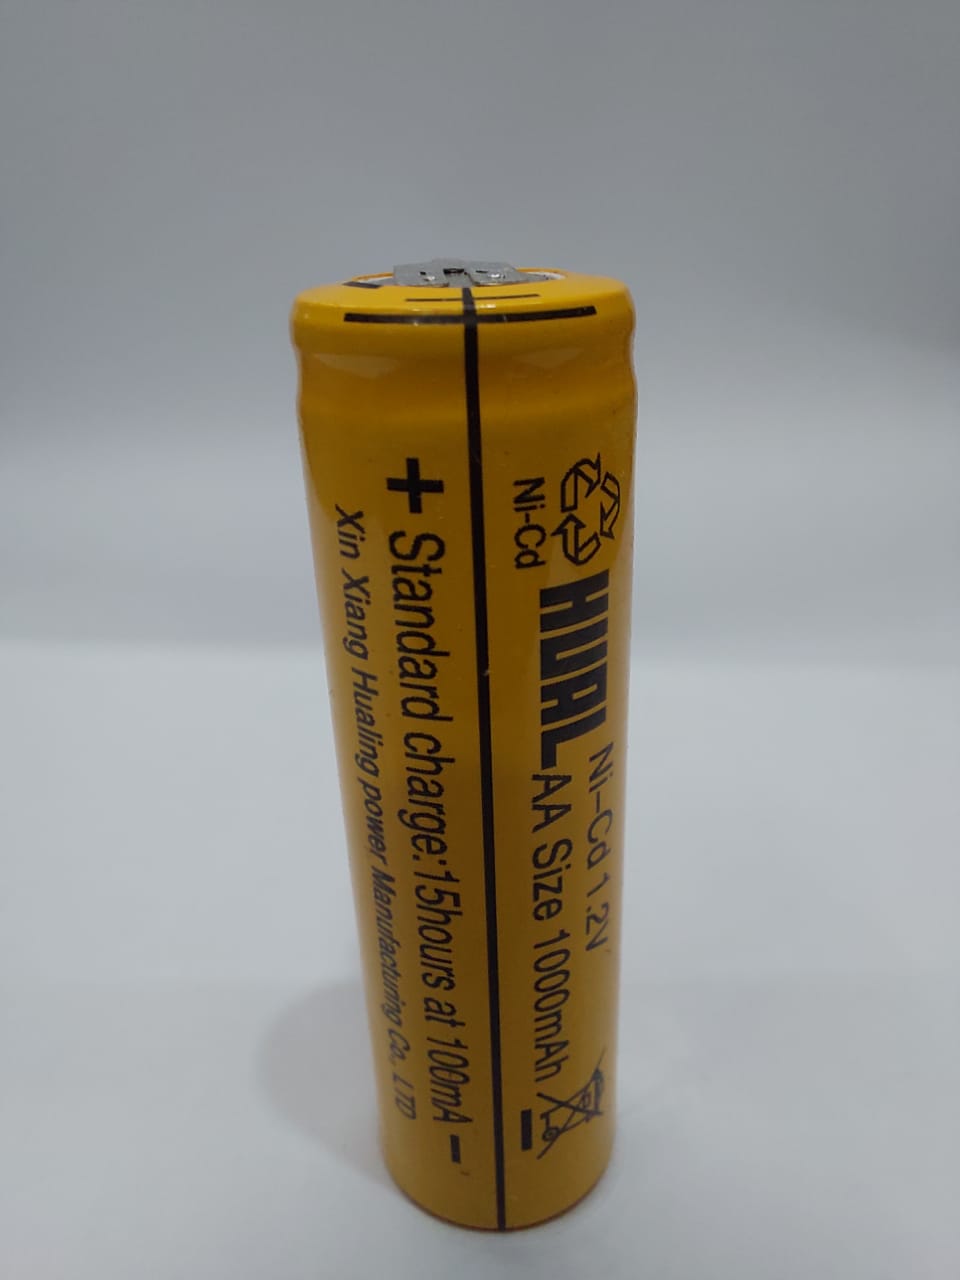 Ni-Cd
HUAL
Ni-Cd 1.2V
AA Size 1000mAh
−
+ Standard charge:15hours at 100mA −
Xin Xiang Hualing power Manufacturing Co., LTD